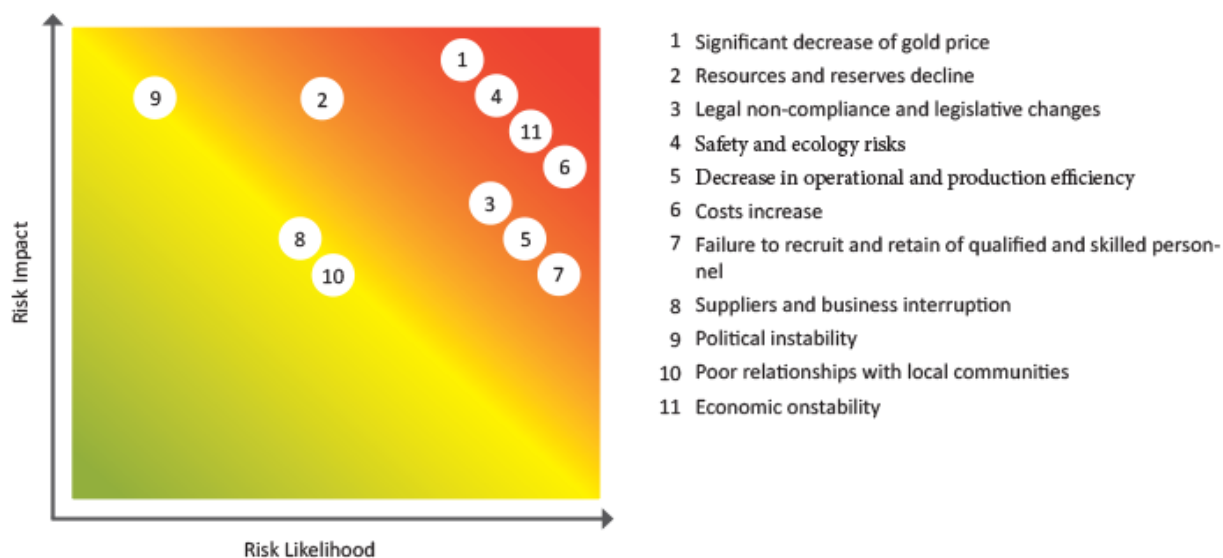 Risk Impact
1
4
9
2
11
6
3
8
5
10
7
Risk Likelihood
1 Significant decrease of gold price
2 Resources and reserves decline
3 Legal non-compliance and legislative changes
4 Safety and ecology risks
5 Decrease in operational and production efficiency
6 Costs increase
7 Failure to recruit and retain of qualified and skilled person-
nel
8 Suppliers and business interruption
9 Political instability
10 Poor relationships with local communities
11 Economic onstability